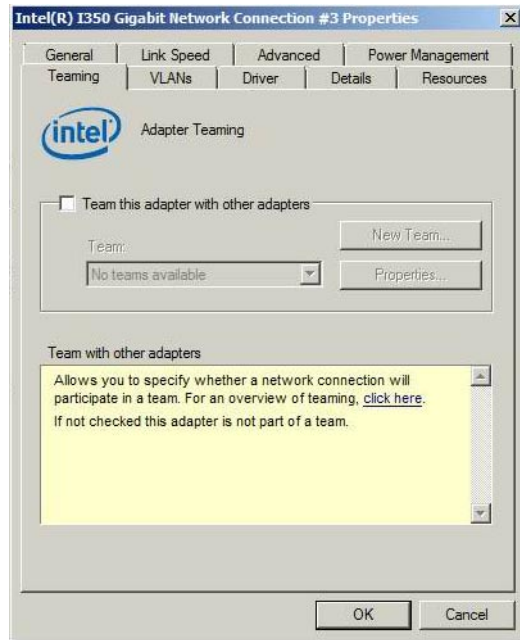 Intel(R) I350 Gigabit Network Connection #3 Properties
General Link Speed Advanced Power Management
Teaming VLANs Driver Details Resources
intel
Adapter Teaming
Team this adapter with other adapters
New Team...
Team:
No teams available
Properties...
Team with other adapters
Allows you to specify whether a network connection will
participate in a team. For an overview of teaming, click here.
If not checked this adapter is not part of a team.
OK Cancel